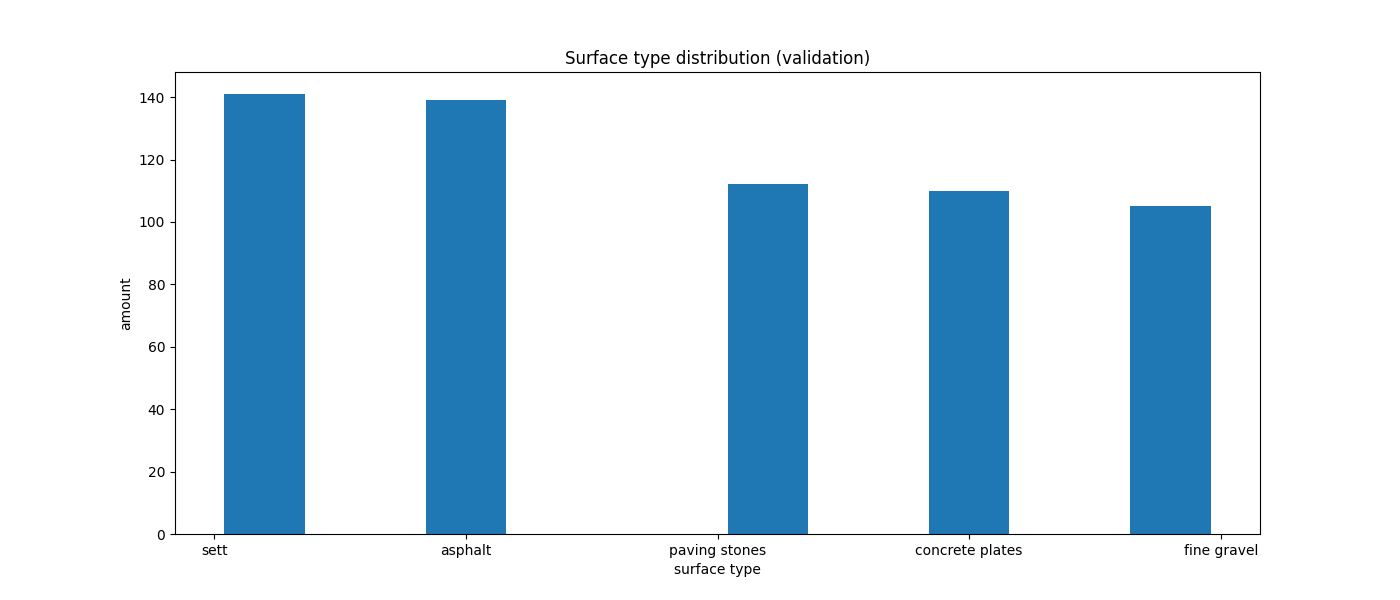 Surface type distribution (validation)
140
120
100
80
60
40
20
0
amount
sett asphalt paving stones concrete plates fine gravel
surface type